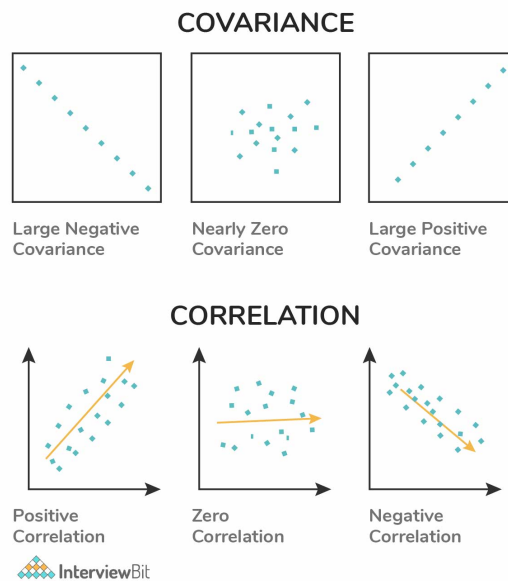 COVARIANCE
Large Negative
Covariance
Nearly Zero
Covariance
Large Positive
Covariance
CORRELATION
Positive
Correlation
Zero
Correlation
Negative
Correlation
InterviewBit